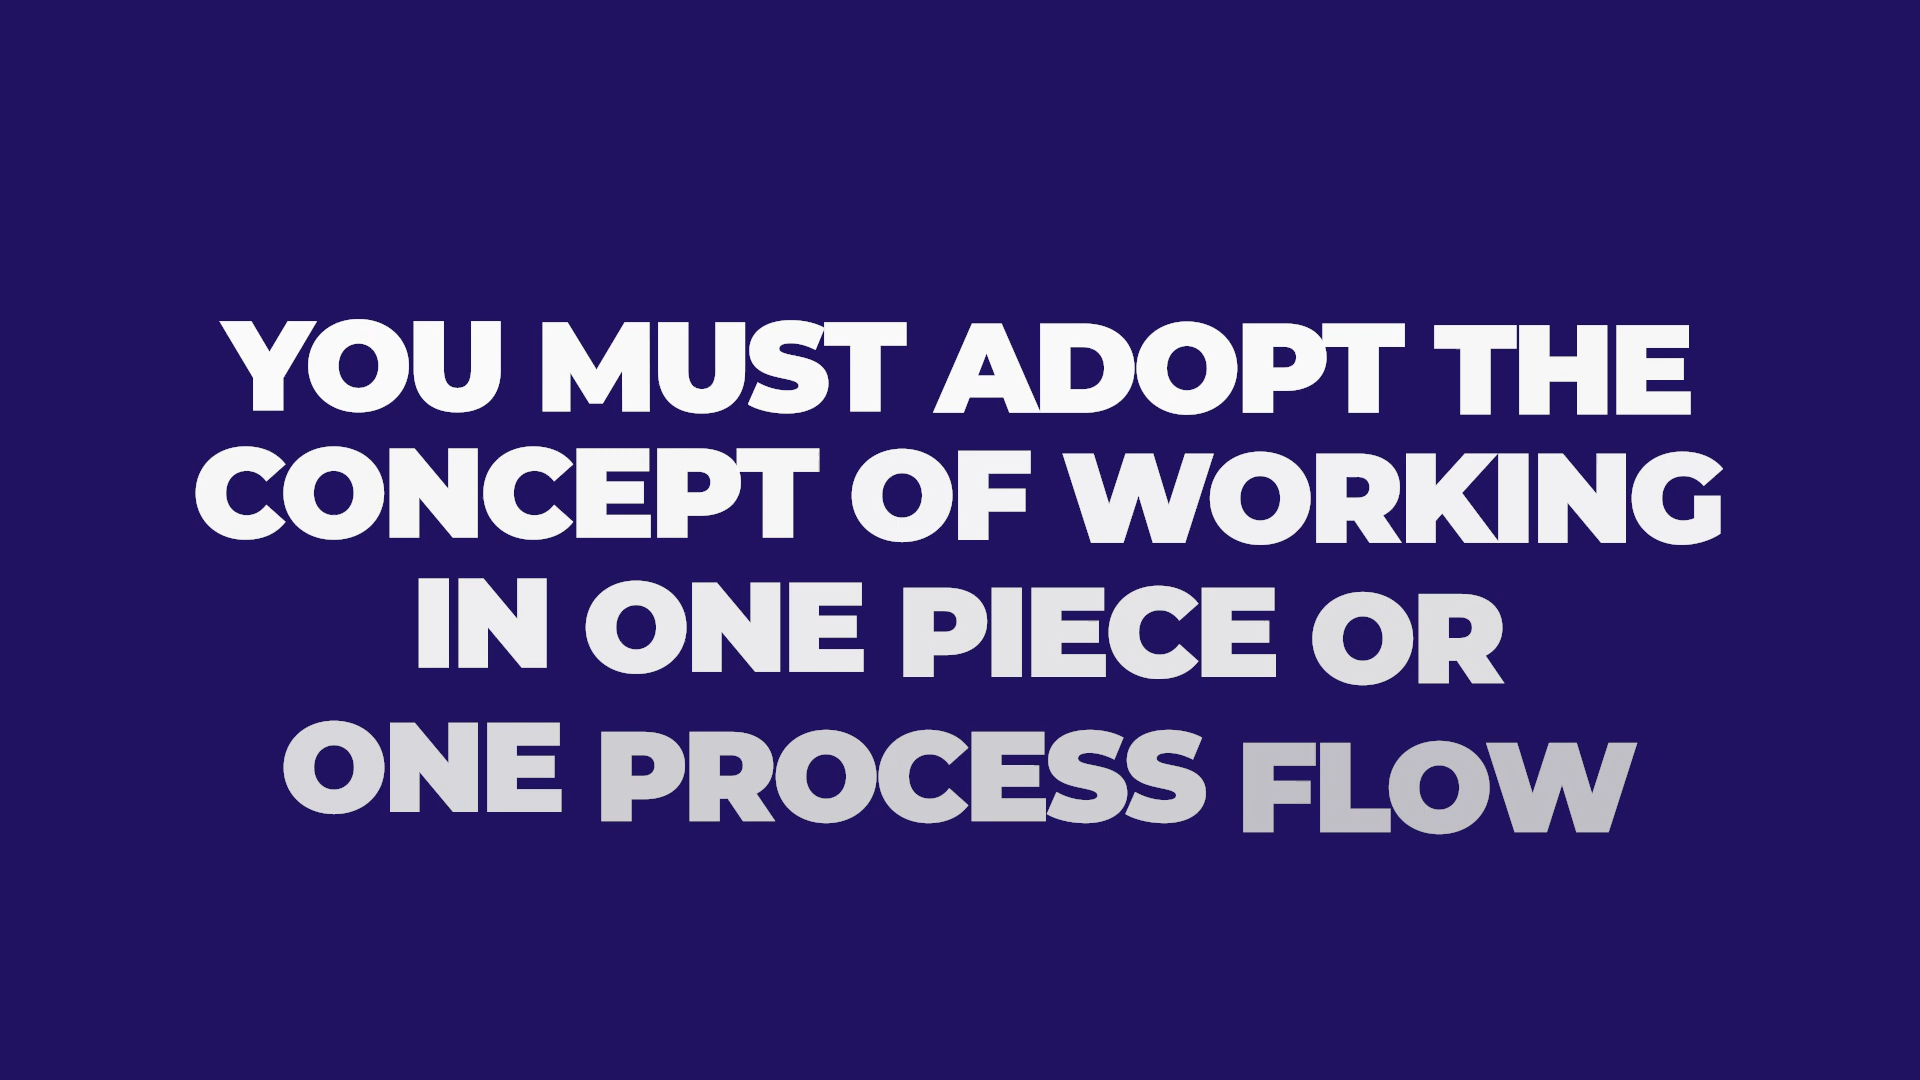 YOU MUST ADOPT THE
CONCEPT OF WORKING
IN ONE PIECE OR
ONE PROCESS FLOW